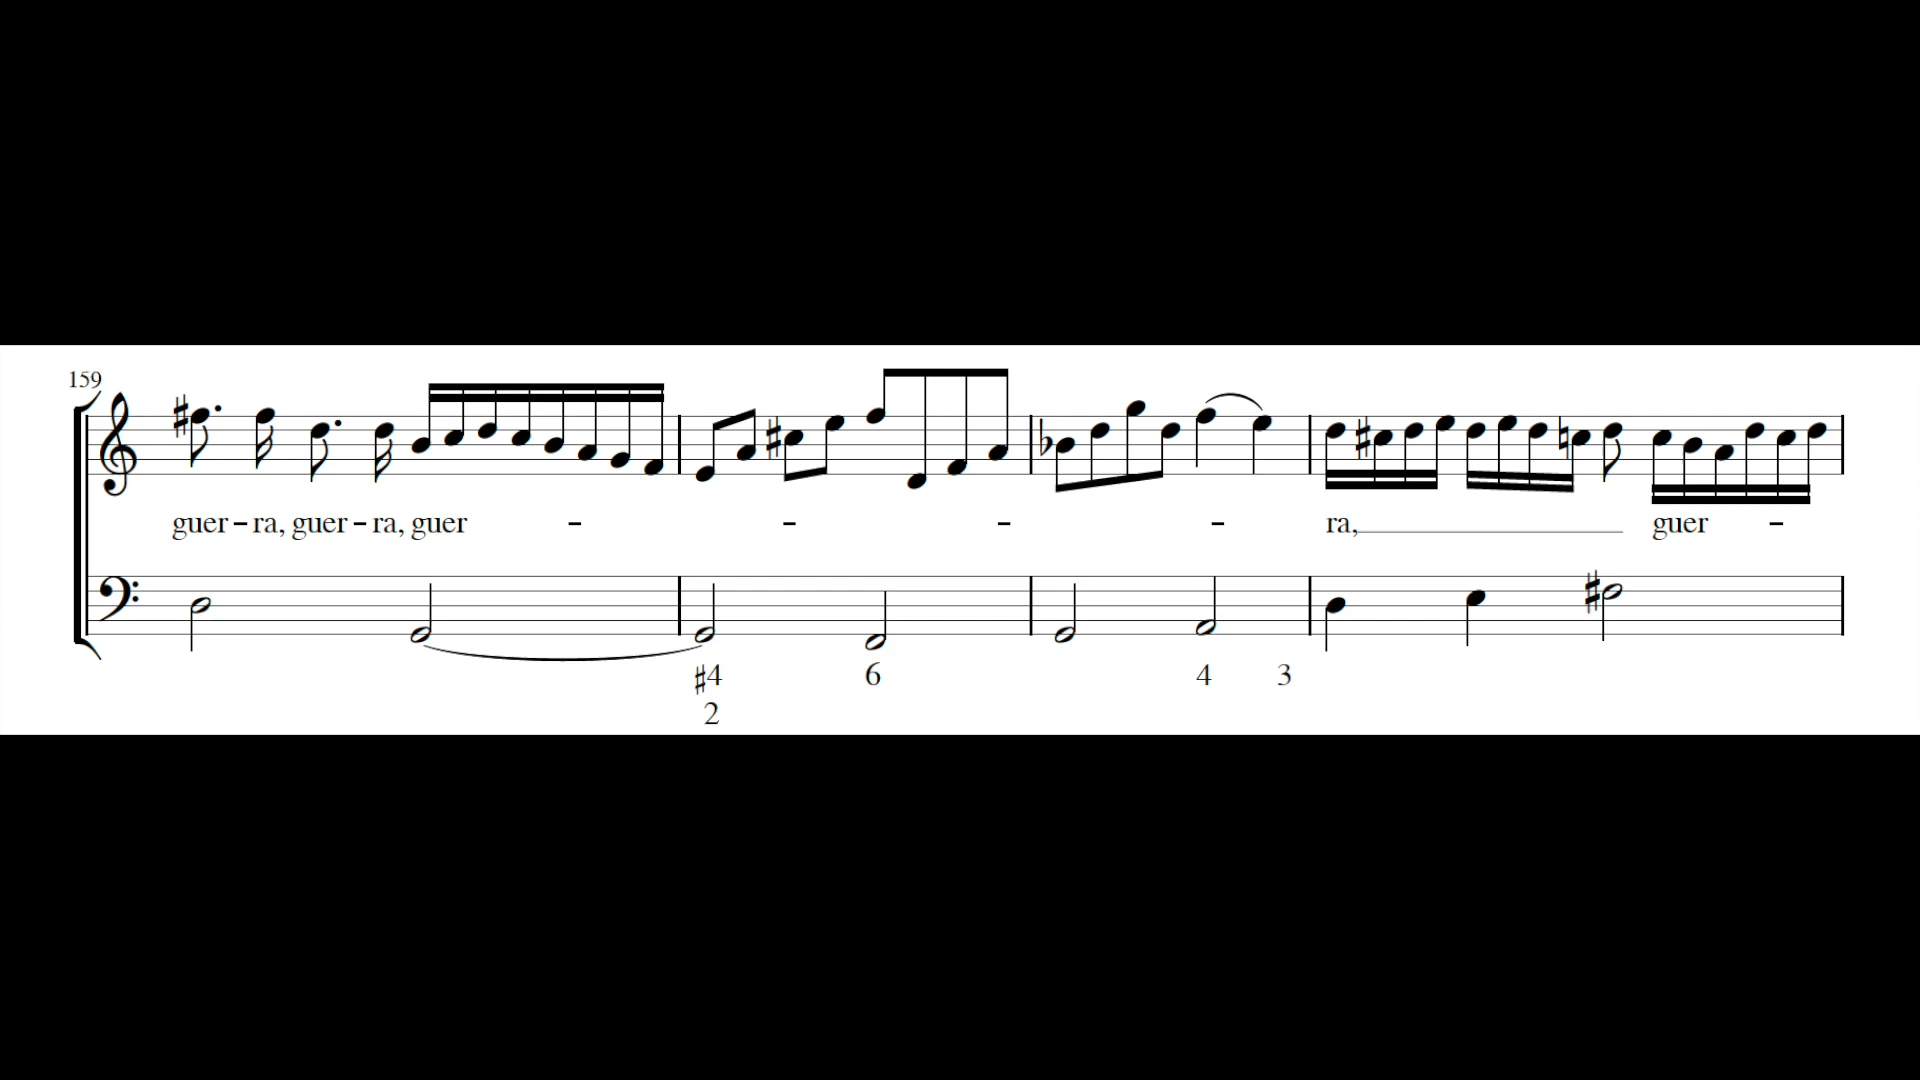 159
guer–ra, guer–ra, guer - - - - ra, guer -
♯4 6 4 3
2